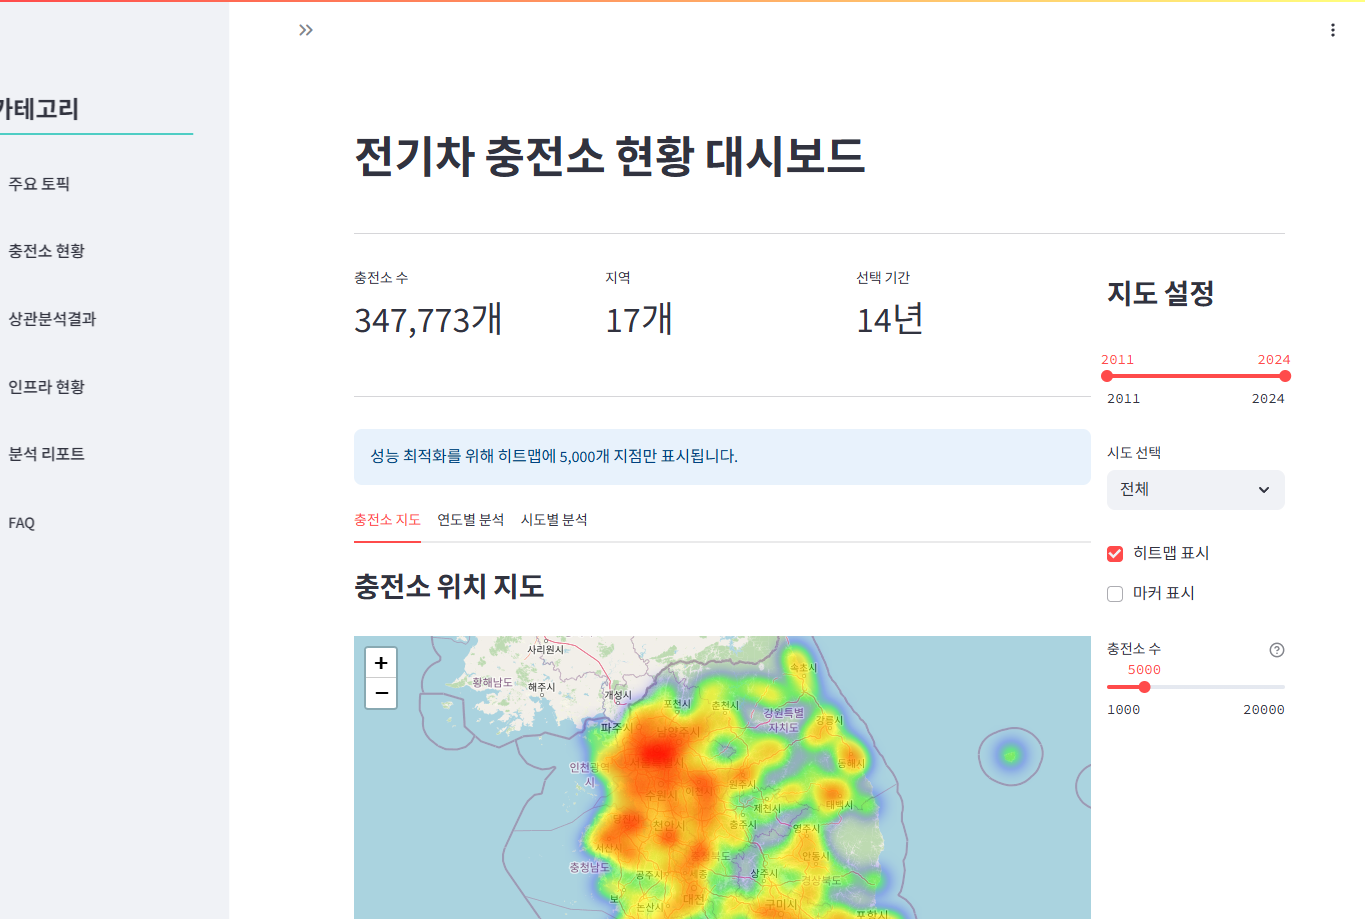 카테고리
주요 토픽
충전소 현황
상관분석결과
인프라 현황
분석 리포트
FAQ
전기차 충전소 현황 대시보드
충전소 수
347,773개
지역
17개
선택 기간
14년
성능 최적화를 위해 히트맵에 5,000개 지점만 표시됩니다.
충전소 지도
연도별 분석
시도별 분석
충전소 위치 지도
+
−
사리원시
황해남도
해주시
개성시
속초시
포천시
춘천시
강원특별
자치도
강릉시
파주시
남양주시
인천광역
시
동해시
수원시
이천시
원주시
제천시
태백시
천안시
충주시
영주시
서산시
충청남도
안동시
공주시
세종
상주시
경상북도
보
논산시
대전
구미시
포항시
지도 설정
2011
2024
2011
2024
시도 선택
전체
히트맵 표시
마커 표시
충전소 수
?
5000
1000
20000